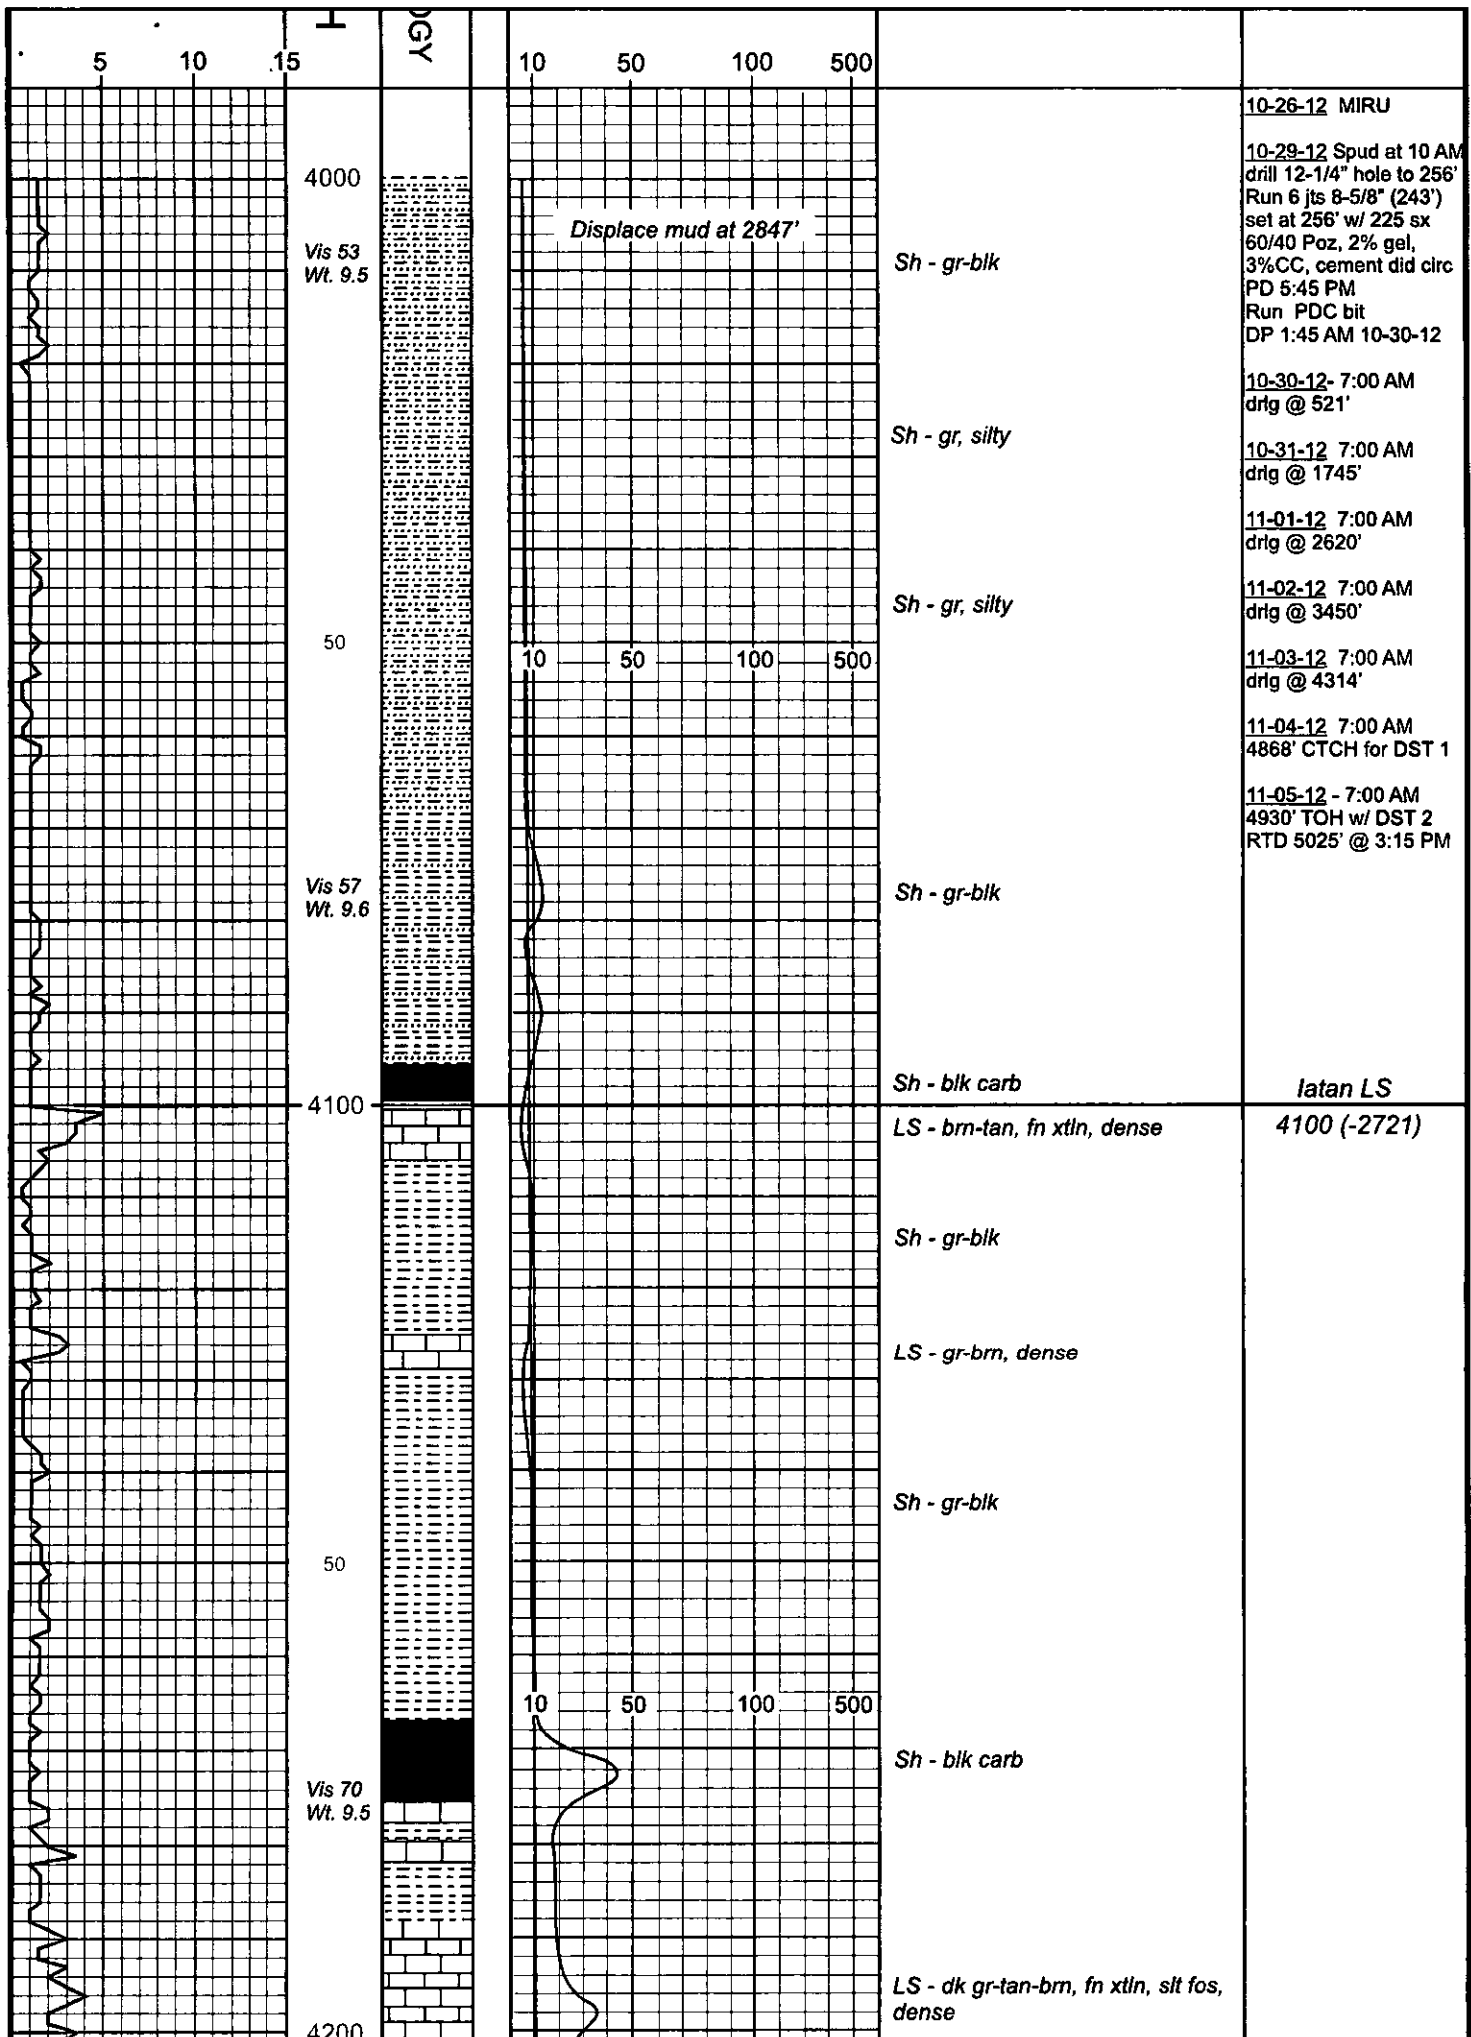 OGY
5 10 15
10 50 100 500
10-26-12 MIRU
10-29-12 Spud at 10 AM
drill 12-1/4" hole to 256'
Run 6 jts 8-5/8" (243')
set at 256' w/ 225 sx
60/40 Poz, 2% gel,
3%CC, cement did circ
PD 5:45 PM
Run PDC bit
DP 1:45 AM 10-30-12
10-30-12- 7:00 AM
drlg @ 521'
10-31-12 7:00 AM
drlg @ 1745'
11-01-12 7:00 AM
drlg @ 2620'
11-02-12 7:00 AM
drlg @ 3450'
11-03-12 7:00 AM
drlg @ 4314'
11-04-12 7:00 AM
4868' CTCH for DST 1
11-05-12 - 7:00 AM
4930' TOH w/ DST 2
RTD 5025' @ 3:15 PM
4000
Displace mud at 2847'
Vis 53
Wt. 9.5
Sh - gr-blk
Sh - gr, silty
Sh - gr, silty
50
10 50 100 500
Vis 57
Wt. 9.6
Sh - gr-blk
Sh - blk carb
Iatan LS
4100
LS - brn-tan, fn xtln, dense
4100 (-2721)
Sh - gr-blk
LS - gr-brn, dense
Sh - gr-blk
50
10 50 100 500
Sh - blk carb
Vis 70
Wt. 9.5
LS - dk gr-tan-brn, fn xtln, slt fos,
dense
4200